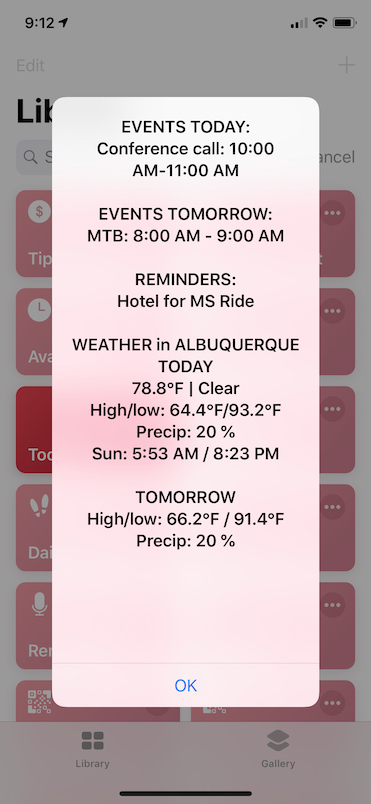 9:12
Edit
Lib
S
ancel
EVENTS TODAY:
Conference call: 10:00
AM-11:00 AM
EVENTS TOMORROW:
MTB: 8:00 AM - 9:00 AM
REMINDERS:
Hotel for MS Ride
WEATHER in ALBUQUERQUE
TODAY
78.8°F | Clear
High/low: 64.4°F/93.2°F
Precip: 20 %
Sun: 5:53 AM / 8:23 PM
TOMORROW
High/low: 66.2°F / 91.4°F
Precip: 20 %
OK
Tip
t
Ava
Too
Dai
Rer
Library
Gallery